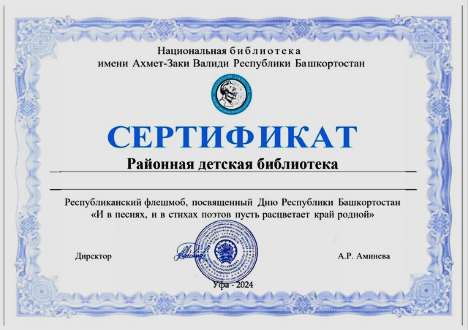 Национальная библиотека
имени Ахмет-Заки Валиди Республики Башкортостан
СЕРТИФИКАТ
Районная детская библиотека
Республиканский флешмоб, посвященный Дню Республики Башкортостан
«И в песнях, и в стихах поэтов пусть расцветает край родной»
Директор
А.Р. Аминева
Уфа - 2024